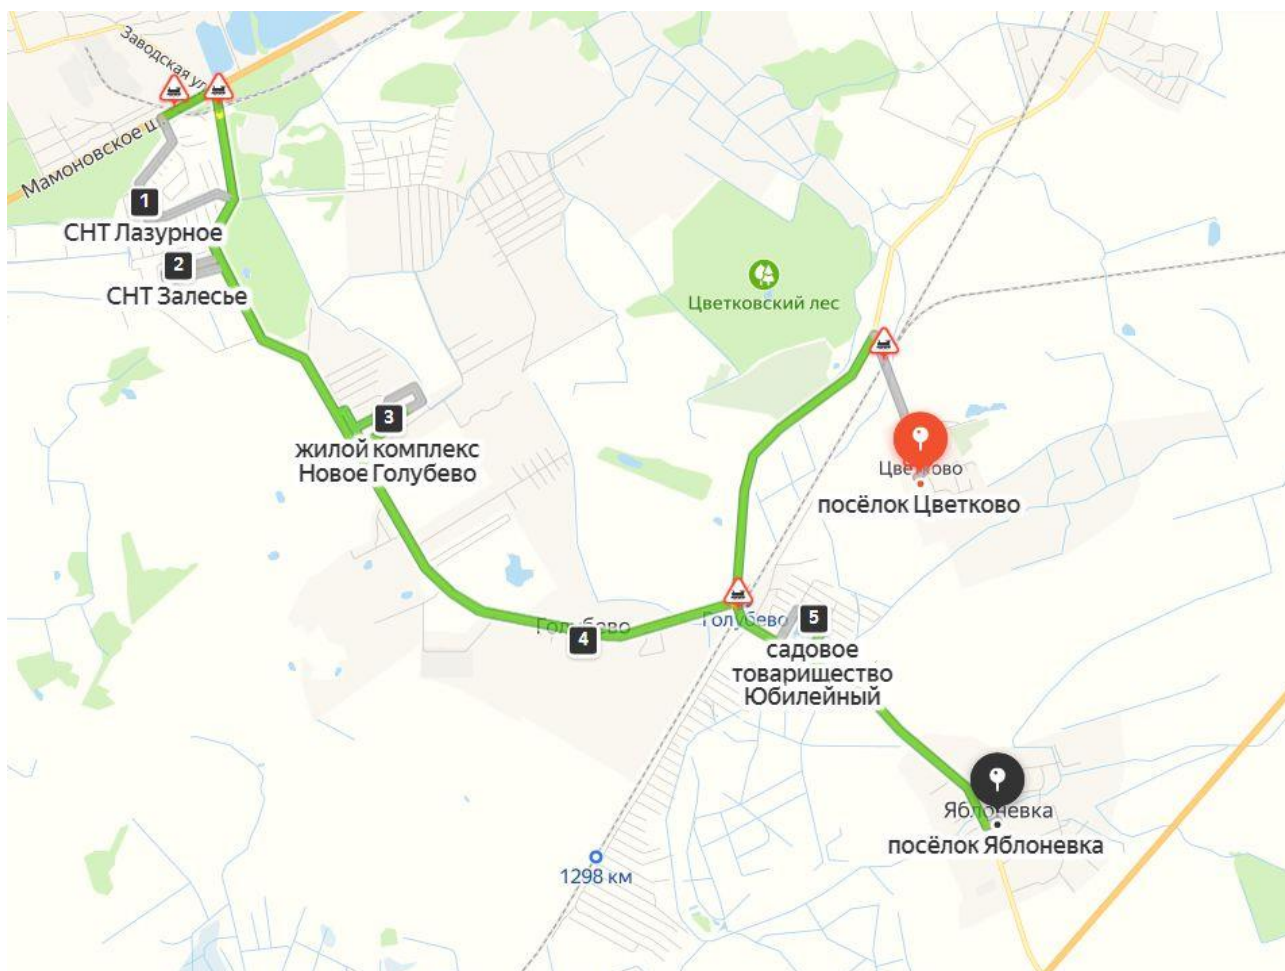 Заводская ул.
Мамоновское ш.
1
СНТ Лазурное
2
СНТ Залесье
Цветковский лес
3
жилой комплекс
Новое Голубево
Цветково
посёлок Цветково
Голубево
4
Голубево
5
садовое
товарищество
Юбилейный
Яблоневка
посёлок Яблоневка
1298 км